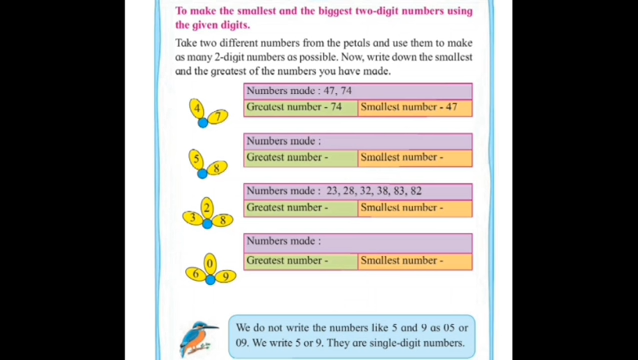 To make the smallest and the biggest two-digit numbers using
the given digits.
Take two different numbers from the petals and use them to make
as many 2-digit numbers as possible. Now, write down the smallest
and the greatest of the numbers you have made.
4 7
Numbers made : 47, 74
Greatest number - 74 Smallest number - 47
5 8
Numbers made :
Greatest number - Smallest number -
3 2 8
Numbers made : 23, 28, 32, 38, 83, 82
Greatest number - Smallest number -
6 0 9
Numbers made :
Greatest number - Smallest number -
We do not write the numbers like 5 and 9 as 05 or
09. We write 5 or 9. They are single-digit numbers.